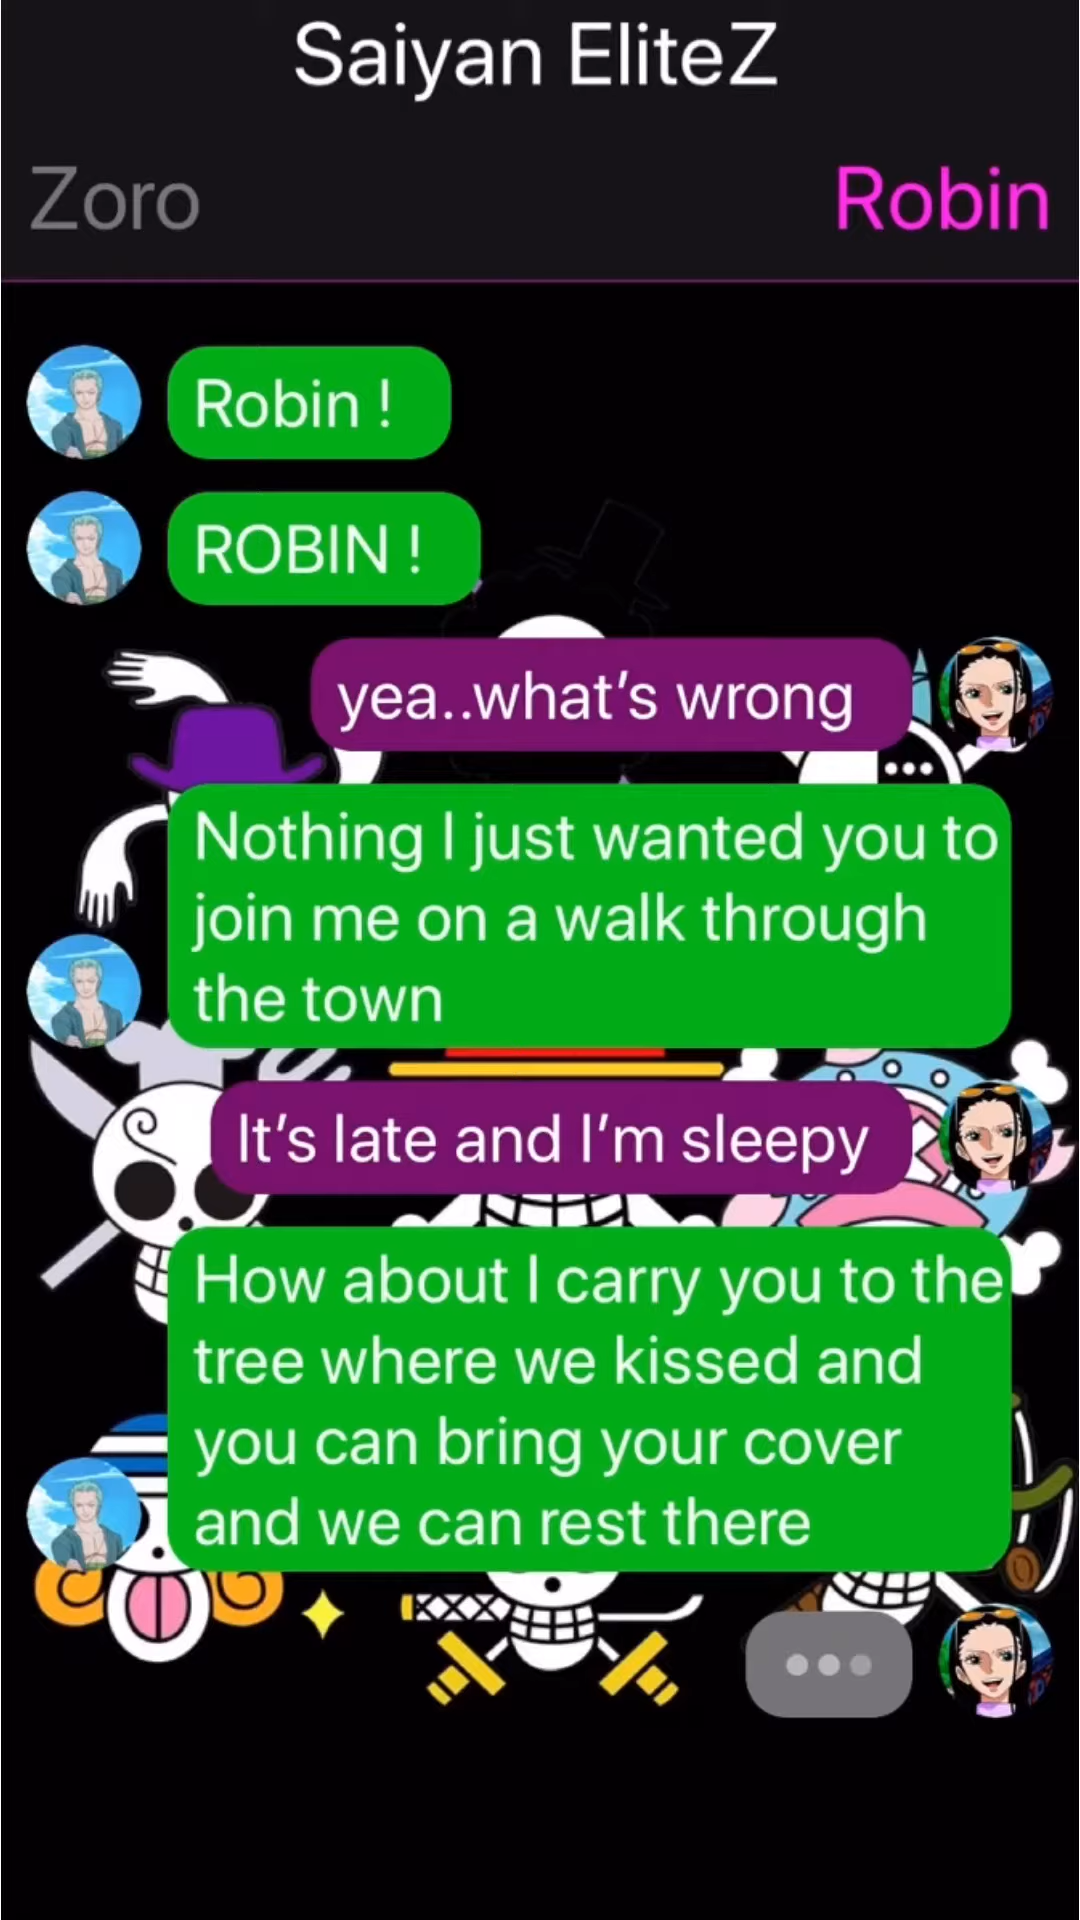 Saiyan EliteZ
Zoro
Robin
Robin !
ROBIN !
yea..what’s wrong
Nothing I just wanted you to
join me on a walk through
the town
It’s late and I’m sleepy
How about I carry you to the
tree where we kissed and
you can bring your cover
and we can rest there